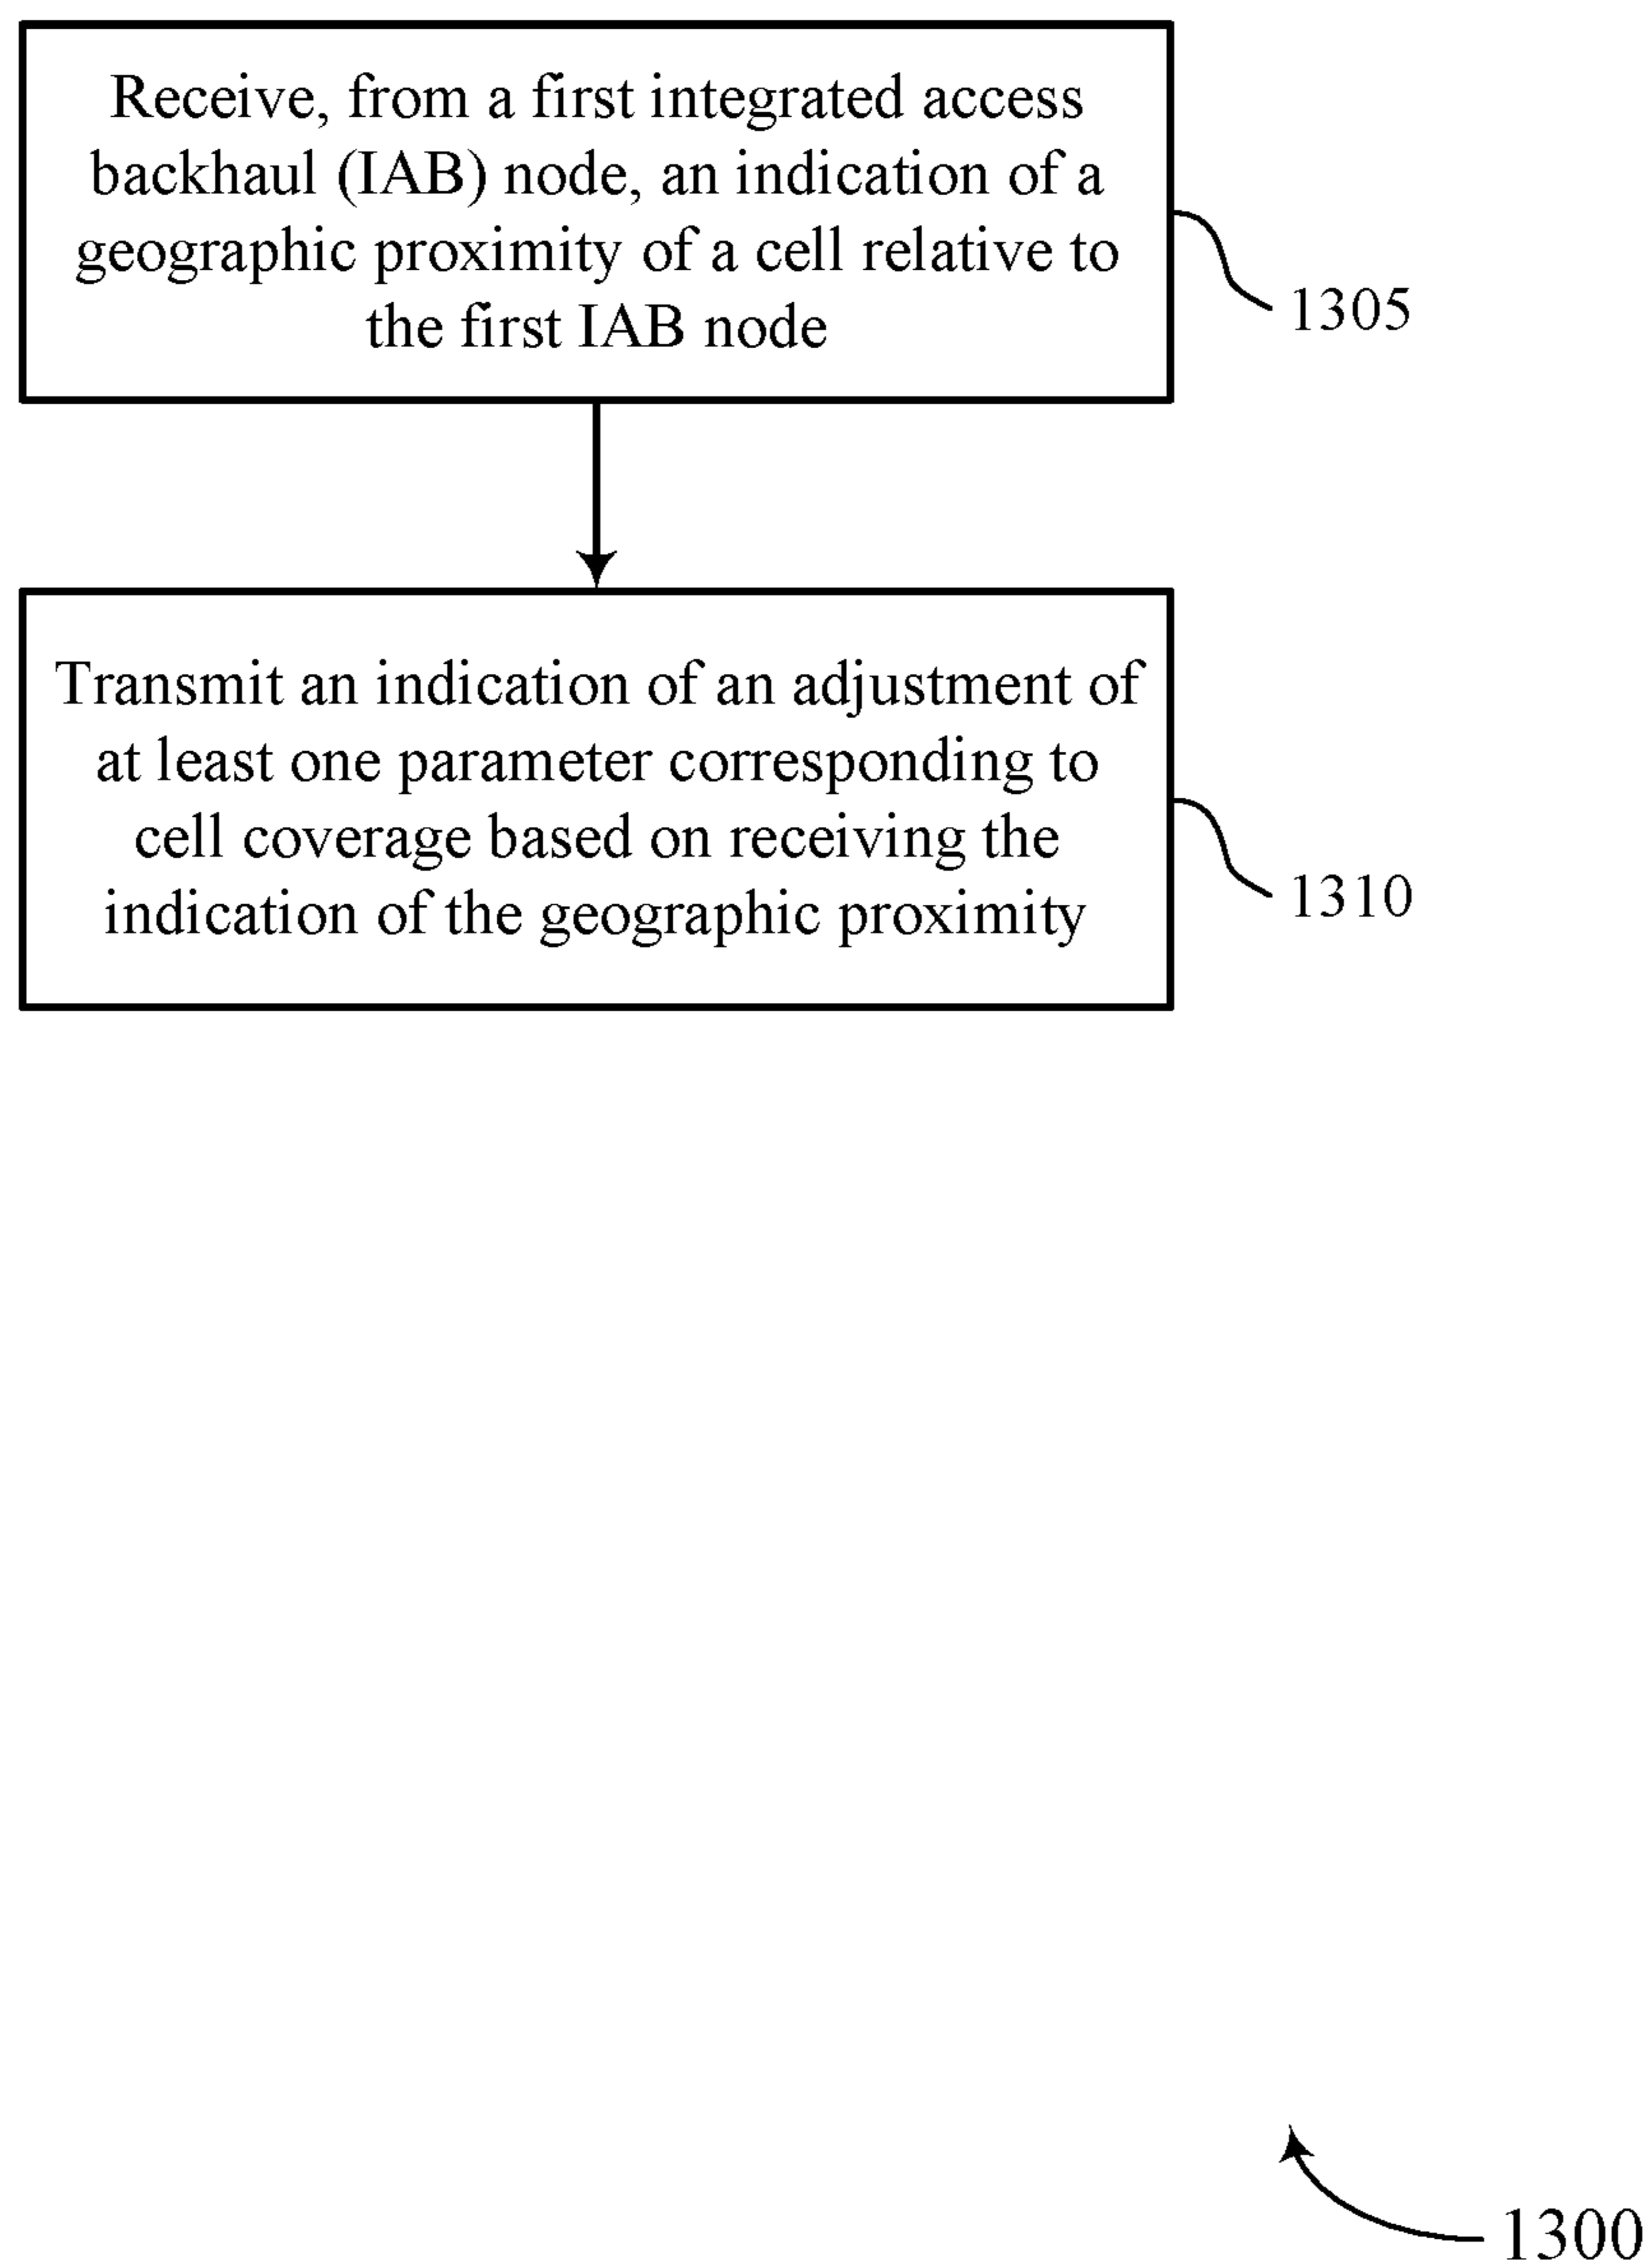 Receive, from a first integrated access
backhaul (IAB) node, an indication of a
geographic proximity of a cell relative to
the first IAB node
1305
Transmit an indication of an adjustment of
at least one parameter corresponding to
cell coverage based on receiving the
indication of the geographic proximity
1310
1300